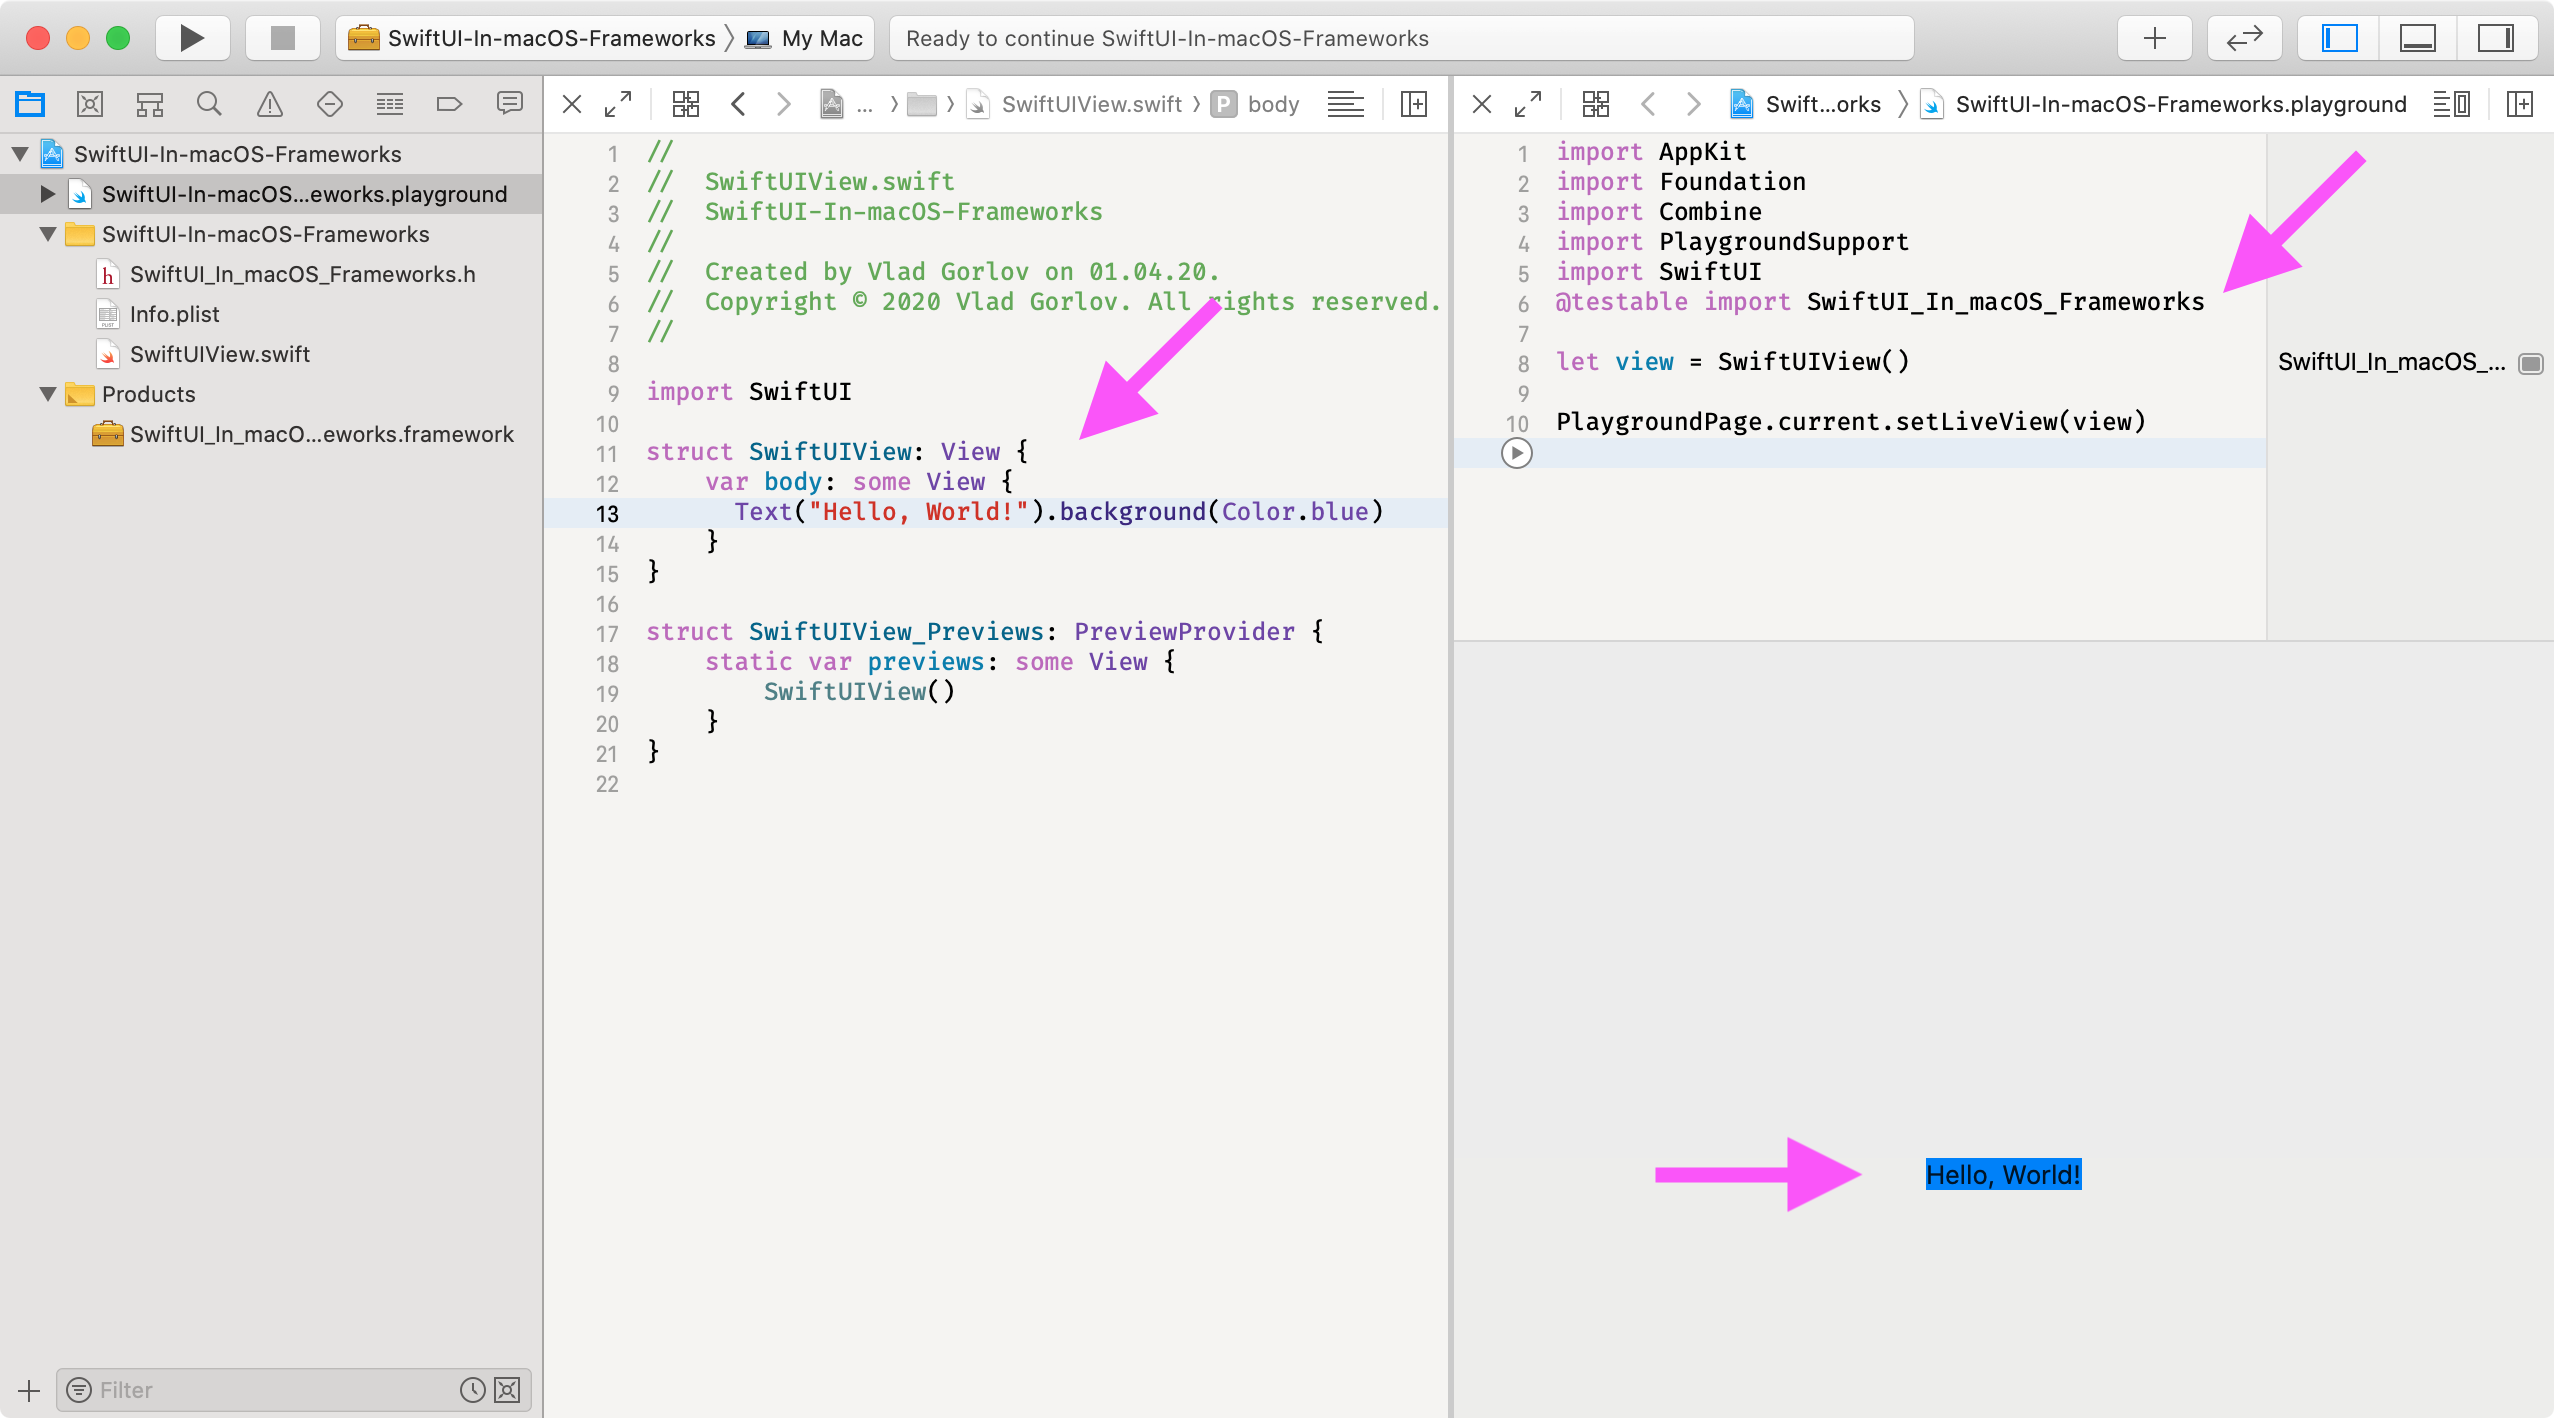 SwiftUI-In-macOS-Frameworks 〉 My Mac
Ready to continue SwiftUI-In-macOS-Frameworks
SwiftUI-In-macOS-Frameworks
SwiftUI-In-macOS...eworks.playground
SwiftUI-In-macOS-Frameworks
h SwiftUI_In_macOS_Frameworks.h
Info.plist
SwiftUIView.swift
Products
SwiftUI_In_macO...eworks.framework
Filter
... 〉 〉 SwiftUIView.swift 〉 P body
1 //
2 //  SwiftUIView.swift
3 //  SwiftUI-In-macOS-Frameworks
4 //
5 //  Created by Vlad Gorlov on 01.04.20.
6 //  Copyright © 2020 Vlad Gorlov. All rights reserved.
7 //
8
9 import SwiftUI
10
11 struct SwiftUIView: View {
12     var body: some View {
13       Text("Hello, World!").background(Color.blue)
14     }
15 }
16
17 struct SwiftUIView_Previews: PreviewProvider {
18     static var previews: some View {
19         SwiftUIView()
20     }
21 }
22
Swift...orks 〉 SwiftUI-In-macOS-Frameworks.playground
1 import AppKit
2 import Foundation
3 import Combine
4 import PlaygroundSupport
5 import SwiftUI
6 @testable import SwiftUI_In_macOS_Frameworks
7
8 let view = SwiftUIView()
9
10 PlaygroundPage.current.setLiveView(view)
SwiftUI_In_macOS_...
Hello, World!